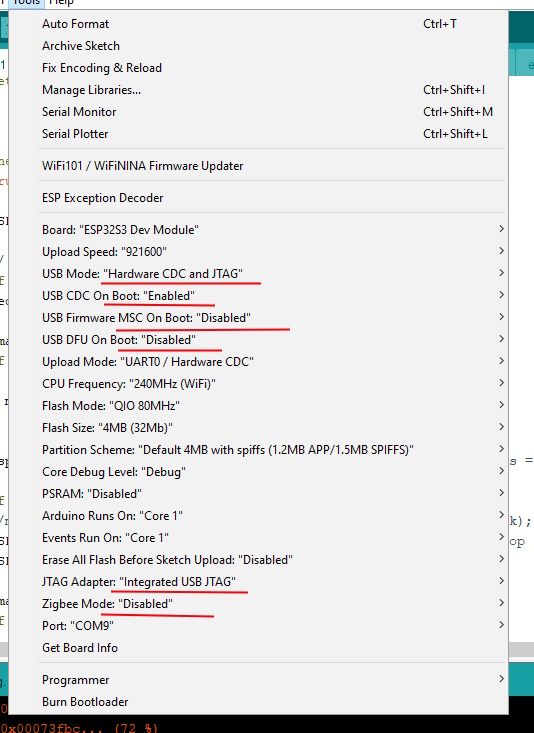 Tools Help
Auto Format Ctrl+T
Archive Sketch
Fix Encoding & Reload
Manage Libraries... Ctrl+Shift+I
Serial Monitor Ctrl+Shift+M
Serial Plotter Ctrl+Shift+L
WiFi101 / WiFiNINA Firmware Updater
ESP Exception Decoder
Board: "ESP32S3 Dev Module"
Upload Speed: "921600"
USB Mode: "Hardware CDC and JTAG"
USB CDC On Boot: "Enabled"
USB Firmware MSC On Boot: "Disabled"
USB DFU On Boot: "Disabled"
Upload Mode: "UART0 / Hardware CDC"
CPU Frequency: "240MHz (WiFi)"
Flash Mode: "QIO 80MHz"
Flash Size: "4MB (32Mb)"
Partition Scheme: "Default 4MB with spiffs (1.2MB APP/1.5MB SPIFFS)"
Core Debug Level: "Debug"
PSRAM: "Disabled"
Arduino Runs On: "Core 1"
Events Run On: "Core 1"
Erase All Flash Before Sketch Upload: "Disabled"
JTAG Adapter: "Integrated USB JTAG"
Zigbee Mode: "Disabled"
Port: "COM9"
Get Board Info
Programmer
Burn Bootloader
0x00073fbc... (72 %)